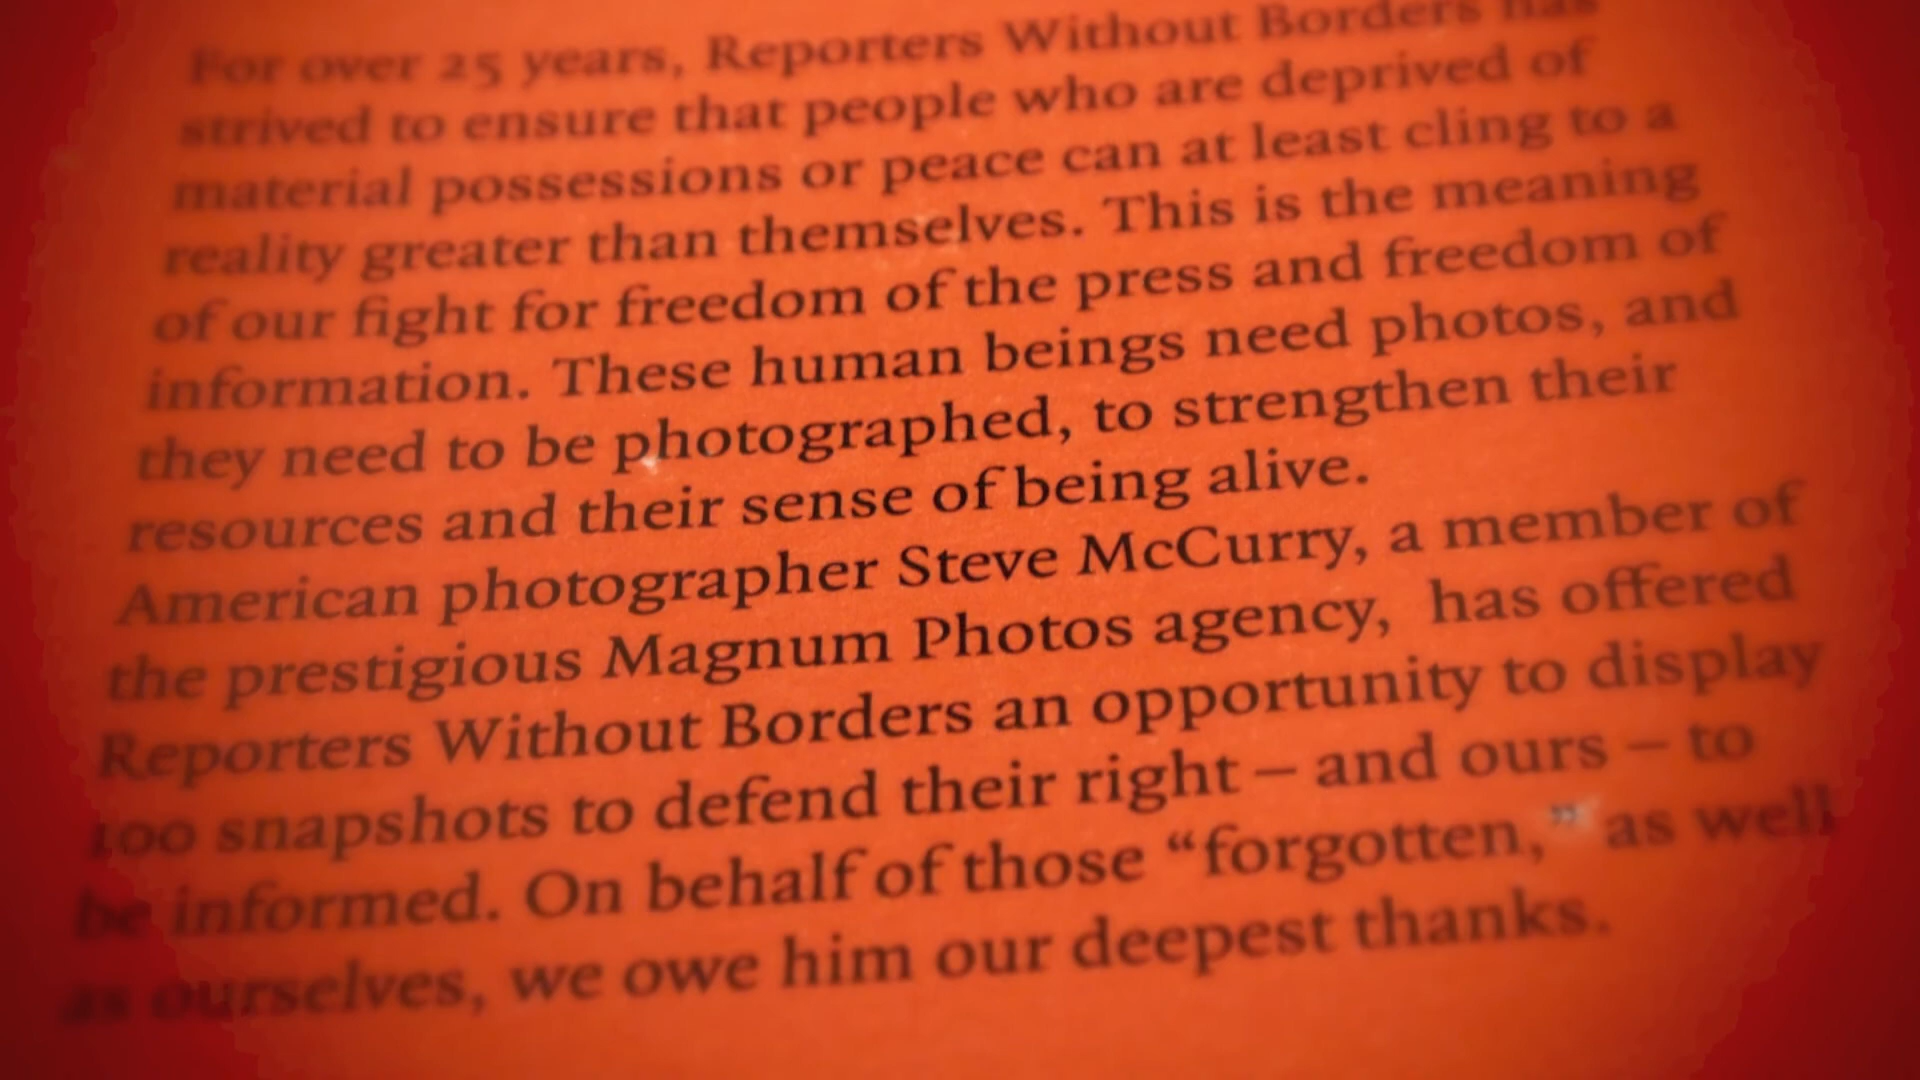 For over 25 years, Reporters Without Borders has
strived to ensure that people who are deprived of
material possessions or peace can at least cling to a
reality greater than themselves. This is the meaning
of our fight for freedom of the press and freedom of
information. These human beings need photos, and
they need to be photographed, to strengthen their
resources and their sense of being alive.
American photographer Steve McCurry, a member of
the prestigious Magnum Photos agency, has offered
Reporters Without Borders an opportunity to display
100 snapshots to defend their right – and ours – to
be informed. On behalf of those “forgotten,” as well
as ourselves, we owe him our deepest thanks.